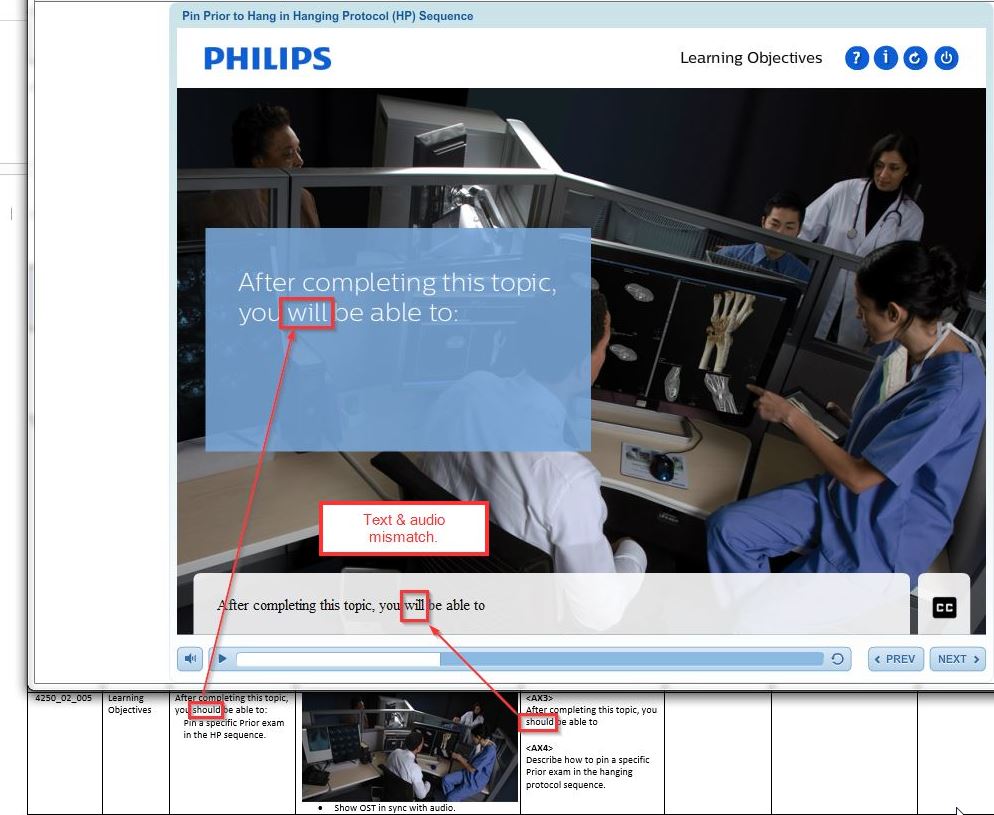 Pin Prior to Hang in Hanging Protocol (HP) Sequence
PHILIPS
Learning Objectives
? i
After completing this topic,
you will be able to:
Text & audio
mismatch.
After completing this topic, you will be able to
CC
PREV
NEXT
4250_02_005
Learning
Objectives
After completing this topic,
you should be able to:
Pin a specific Prior exam
in the HP sequence.
• Show OST in sync with audio.
<AX3>
After completing this topic, you
should be able to
<AX4>
Describe how to pin a specific
Prior exam in the hanging
protocol sequence.